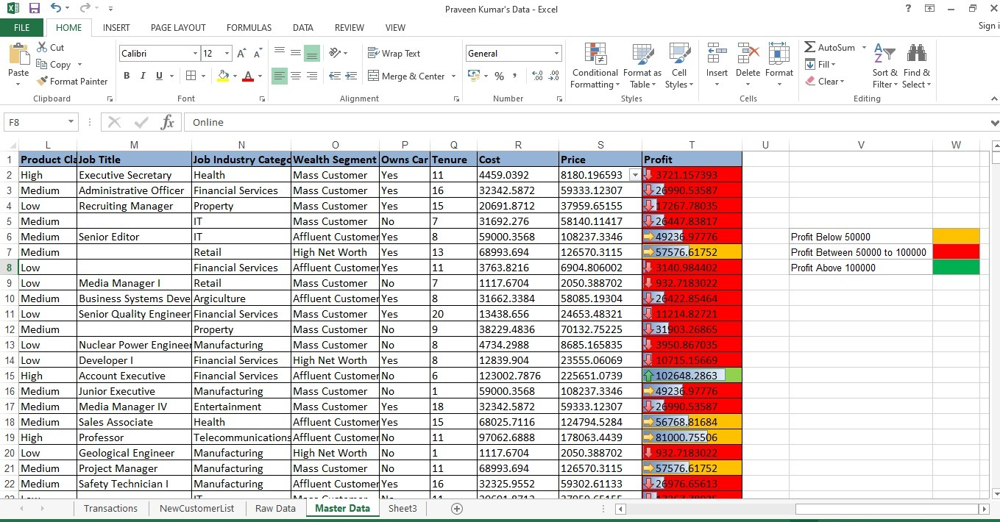 Praveen Kumar's Data - Excel
FILE HOME INSERT PAGE LAYOUT FORMULAS DATA REVIEW VIEW Sign i
Cut
Copy
Format Painter
Paste
Clipboard
Calibri 12
B I U
Font
Wrap Text
Merge & Center
Alignment
General
%
Number
Conditional Formatting
Format as Table
Cell Styles
Styles
Insert Delete Format
Cells
AutoSum
Fill
Clear
Sort & Filter
Find & Select
Editing
F8 fx Online
L M N O P Q R S T U V W
1 Product Cla Job Title Job Industry Catego Wealth Segment Owns Car Tenure Cost Price Profit
2 High Executive Secretary Health Mass Customer Yes 11 4459.0392 8180.196593 3721.157393
3 Medium Administrative Officer Financial Services Mass Customer Yes 16 32342.5872 59333.12307 26990.53587
4 Low Recruiting Manager Property Mass Customer Yes 15 20691.8712 37959.65155 17267.78035
5 Medium IT Mass Customer No 7 31692.276 58140.11417 26447.83817
6 Medium Senior Editor IT Affluent Customer Yes 8 59000.3568 108237.3346 49236.97776 Profit Below 50000
7 Medium Retail High Net Worth Yes 13 68993.694 126570.3115 57576.61752 Profit Between 50000 to 100000
8 Low Financial Services Affluent Customer Yes 11 3763.8216 6904.806002 3140.984402 Profit Above 100000
9 Low Media Manager I Retail Mass Customer No 7 1117.6704 2050.388702 932.7183022
10 Medium Business Systems Deve Argiculture Affluent Customer Yes 8 31662.3384 58085.19304 26422.85464
11 Low Senior Quality Engineer Financial Services Mass Customer Yes 20 13438.656 24653.48321 11214.82721
12 Medium Property Mass Customer No 9 38229.4836 70132.75225 31903.26865
13 Low Nuclear Power Engineer Manufacturing Mass Customer No 8 4734.2988 8685.165835 3950.867035
14 Low Developer I Financial Services High Net Worth Yes 8 12839.904 23555.06069 10715.15669
15 High Account Executive Financial Services Affluent Customer No 6 123002.7876 225651.0739 102648.2863
16 Medium Junior Executive Manufacturing Mass Customer No 1 59000.3568 108237.3346 49236.97776
17 Medium Media Manager IV Entertainment Mass Customer Yes 18 32342.5872 59333.12307 26990.53587
18 Medium Sales Associate Health Affluent Customer Yes 15 68025.7116 124794.5284 56768.81684
19 High Professor Telecommunications Affluent Customer No 11 97062.6888 178063.4439 81000.75506
20 Low Geological Engineer Manufacturing High Net Worth No 1 1117.6704 2050.388702 932.7183022
21 Medium Project Manager Manufacturing Mass Customer No 11 68993.694 126570.3115 57576.61752
22 Medium Safety Technician I Manufacturing Affluent Customer Yes 16 32325.9552 59302.61133 26976.65613
Transactions NewCustomerList Raw Data Master Data Sheet3